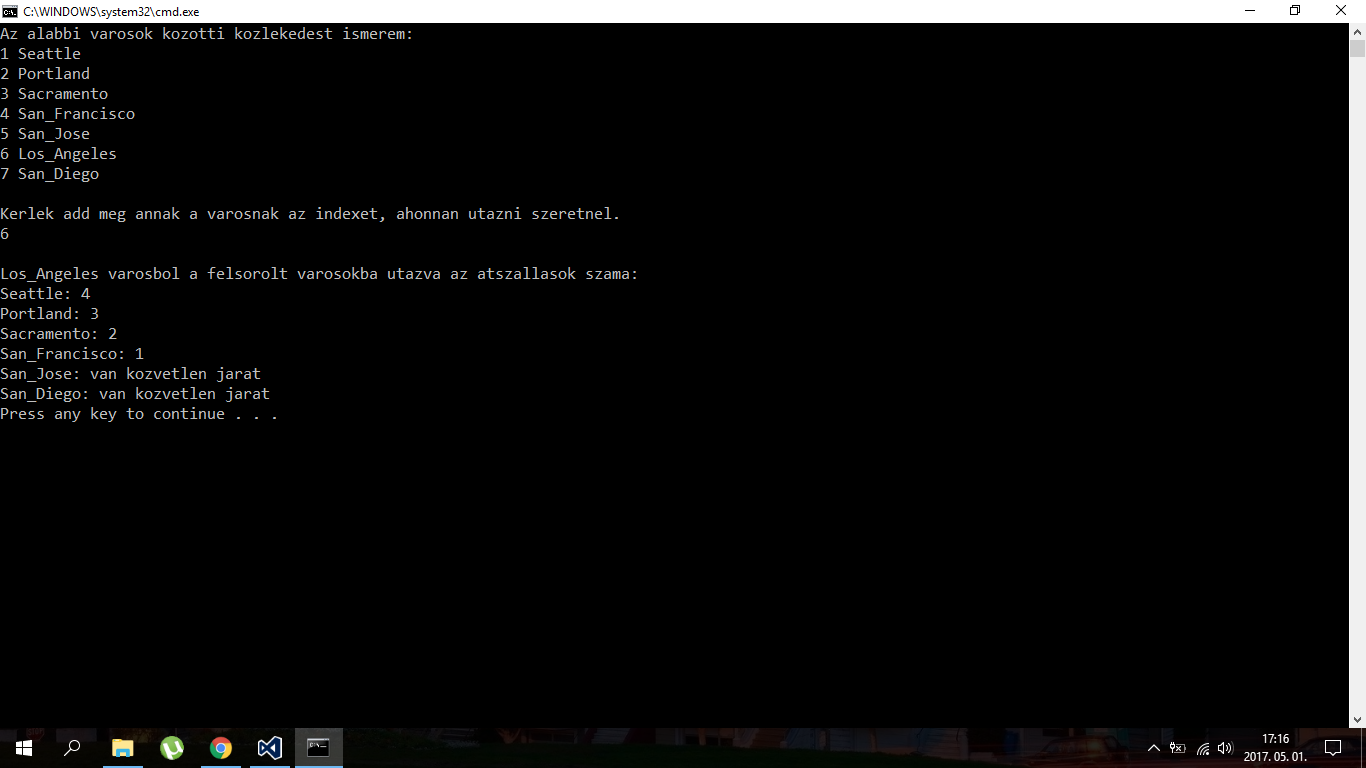 C:\WINDOWS\system32\cmd.exe
Az alabbi varosok kozotti kozlekedest ismerem:
1 Seattle
2 Portland
3 Sacramento
4 San_Francisco
5 San_Jose
6 Los_Angeles
7 San_Diego
Kerlek add meg annak a varosnak az indexet, ahonnan utazni szeretnel.
6
Los_Angeles varosbol a felsorolt varosokba utazva az atszallasok szama:
Seattle: 4
Portland: 3
Sacramento: 2
San_Francisco: 1
San_Jose: van kozvetlen jarat
San_Diego: van kozvetlen jarat
Press any key to continue . . .
17:16
2017. 05. 01.